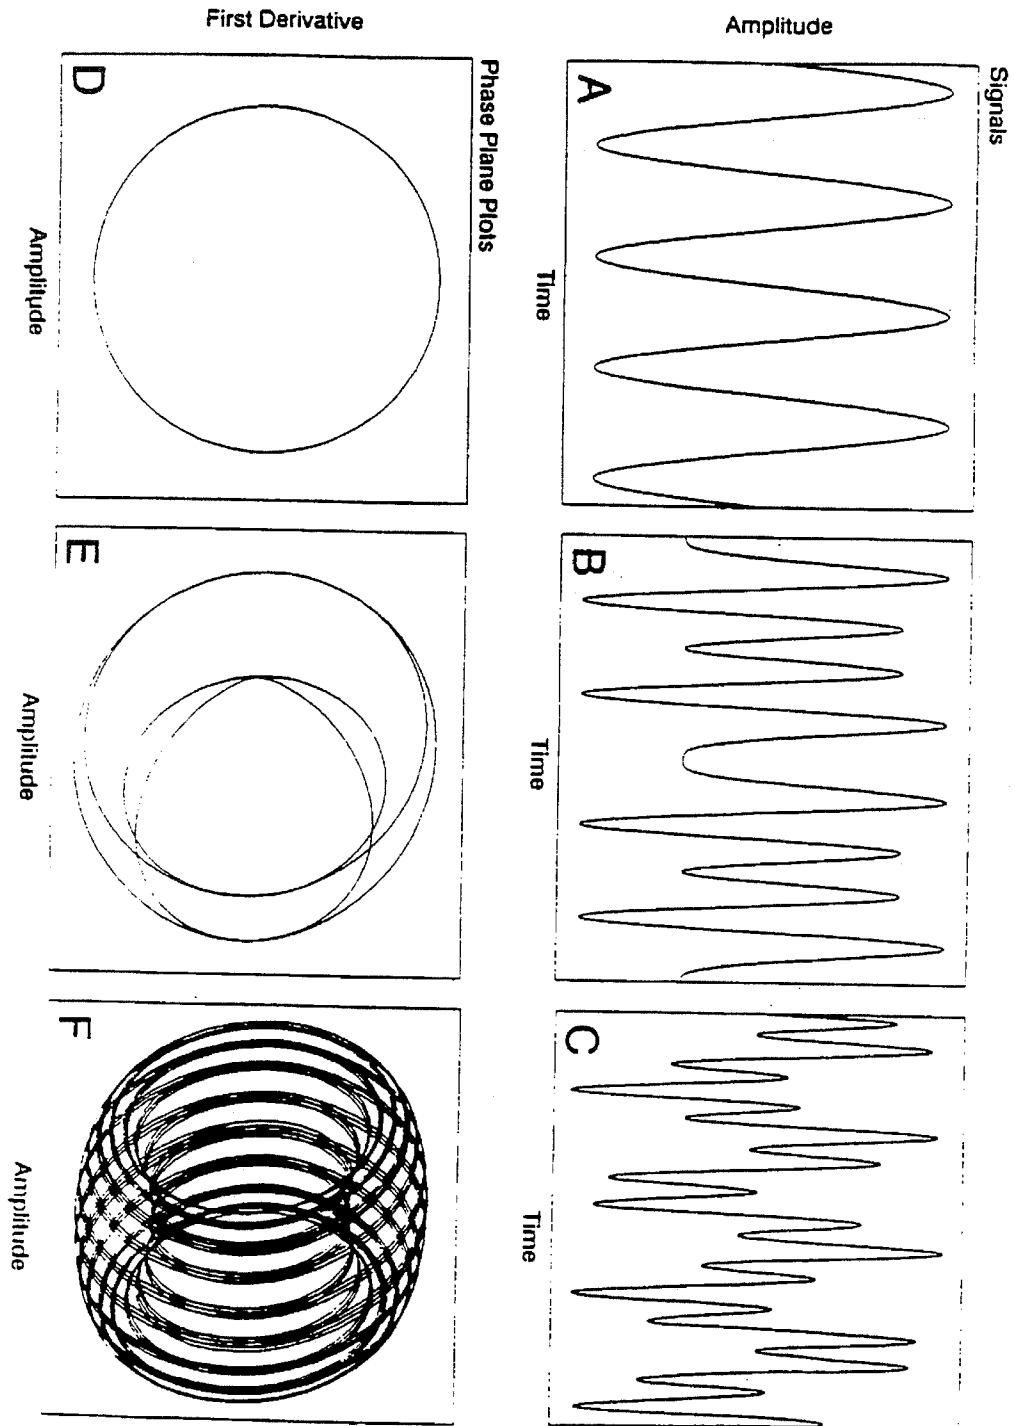 Signals
Amplitude
A
B
C
Time
Time
Time
Phase Plane Plots
First Derivative
D
E
F
Amplitude
Amplitude
Amplitude